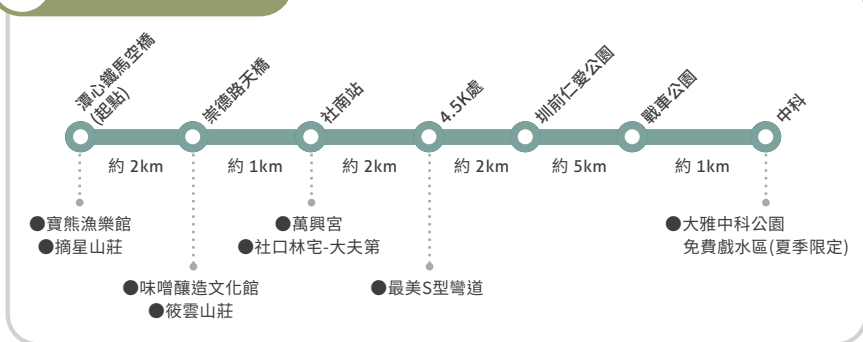 潭心鐵馬空橋
(起點)
崇德路天橋
社南站
4.5K處
圳前仁愛公園
戰車公園
中科
約 2km
約 1km
約 2km
約 2km
約 5km
約 1km
●寶熊漁樂館
●摘星山莊
●萬興宮
●社口林宅-大夫第
●大雅中科公園
免費戲水區(夏季限定)
●味噌釀造文化館
●筱雲山莊
●最美S型彎道